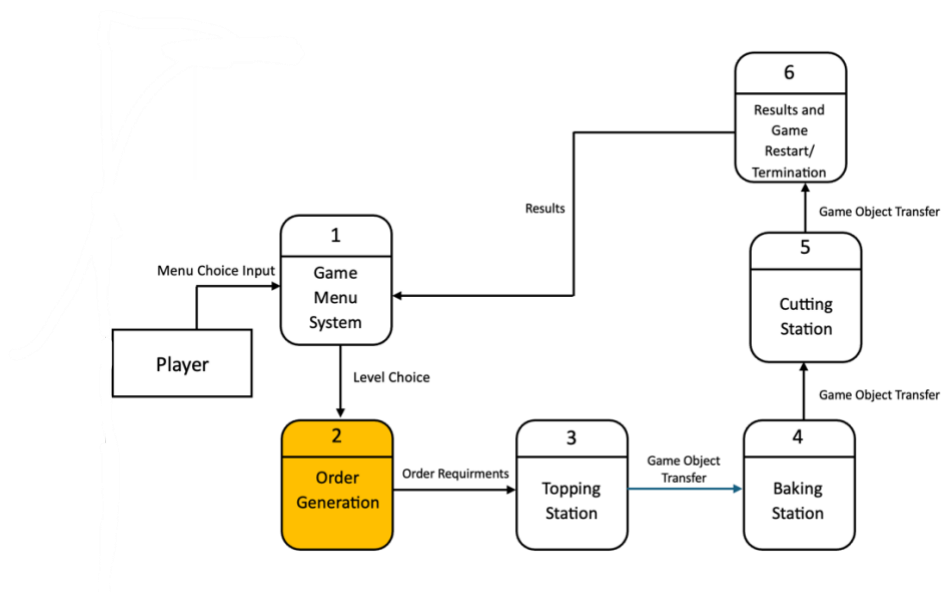 6
Results and
Game
Restart/
Termination
Game Object Transfer
Results
1
Game
Menu
System
Menu Choice Input
5
Cutting
Station
Player
Level Choice
Game Object Transfer
2
Order
Generation
Order Requirments
3
Topping
Station
Game Object
Transfer
4
Baking
Station